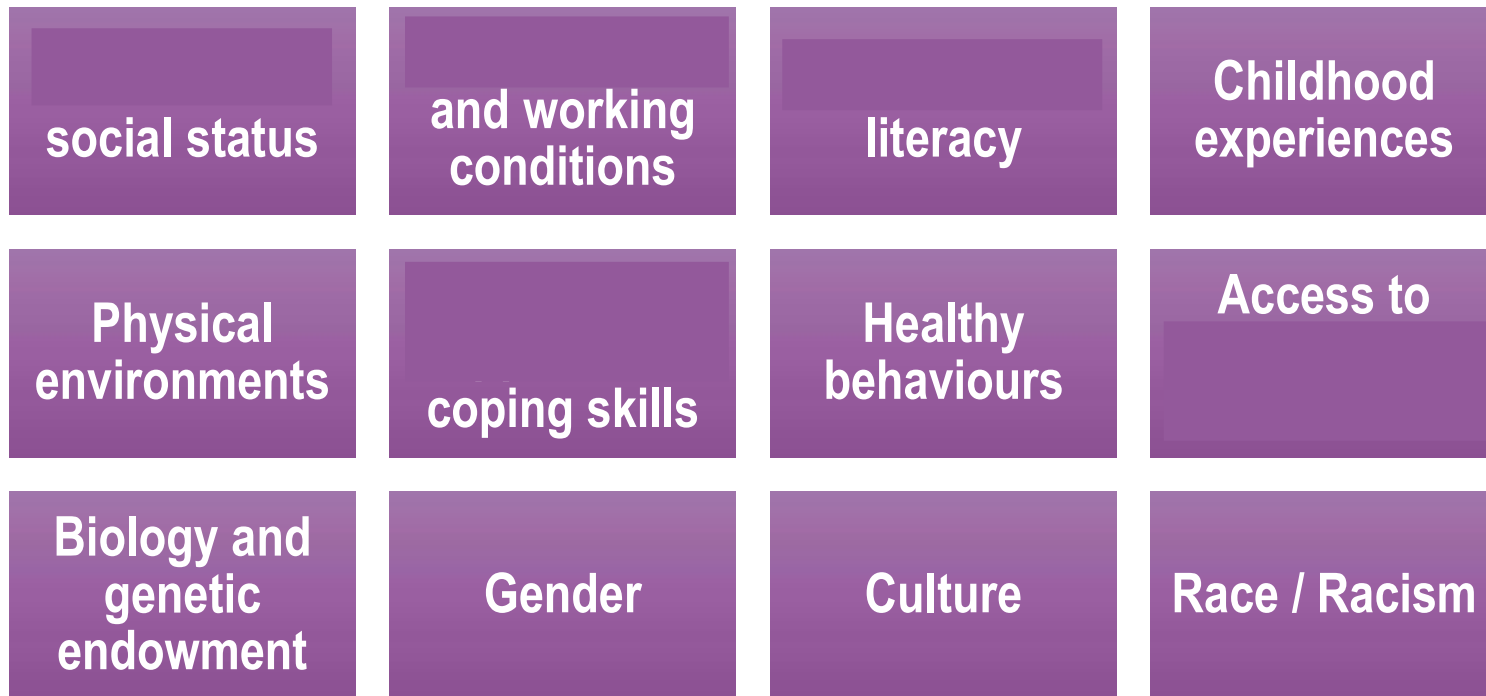 social status
and working
conditions
literacy
Childhood
experiences
Physical
environments
coping skills
Healthy
behaviours
Access to
Biology and
genetic
endowment
Gender
Culture
Race / Racism